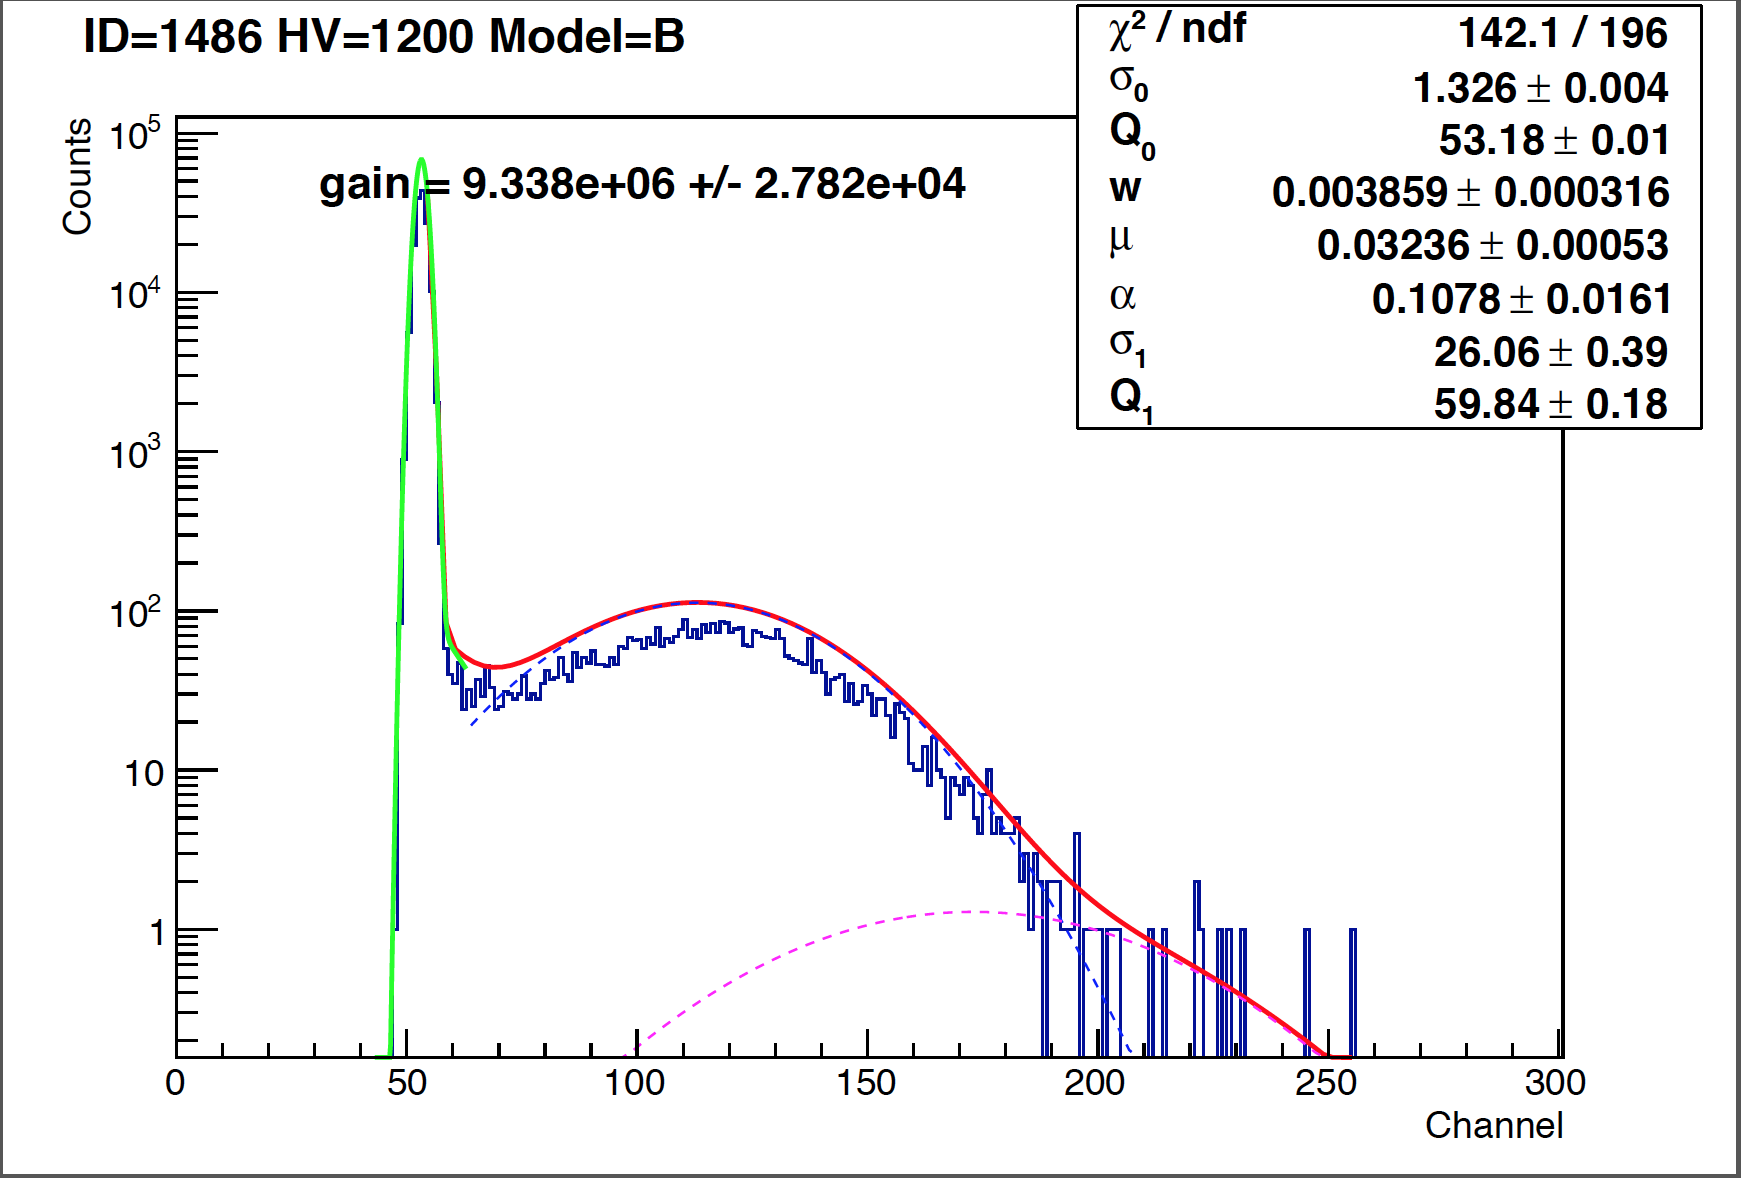 ID=1486 HV=1200 Model=B
χ² / ndf 142.1 / 196
σ₀ 1.326 ± 0.004
Q₀ 53.18 ± 0.01
w 0.003859 ± 0.000316
μ 0.03236 ± 0.00053
α 0.1078 ± 0.0161
σ₁ 26.06 ± 0.39
Q₁ 59.84 ± 0.18
Counts
gain = 9.338e+06 +/- 2.782e+04
10⁵
10⁴
10³
10²
10
1
0 50 100 150 200 250 300
Channel